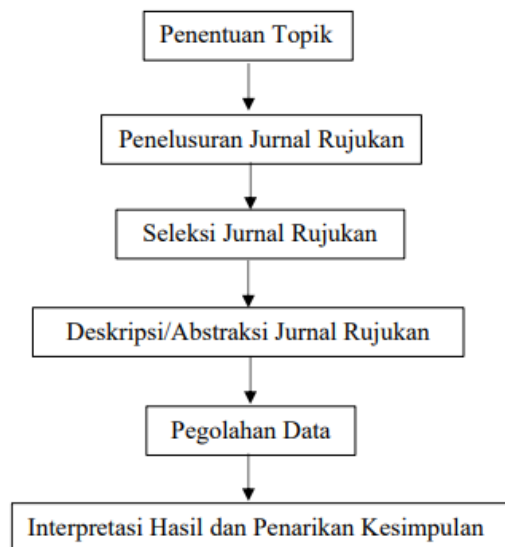 Penentuan Topik
Penelusuran Jurnal Rujukan
Seleksi Jurnal Rujukan
Deskripsi/Abstraksi Jurnal Rujukan
Pegolahan Data
Interpretasi Hasil dan Penarikan Kesimpulan